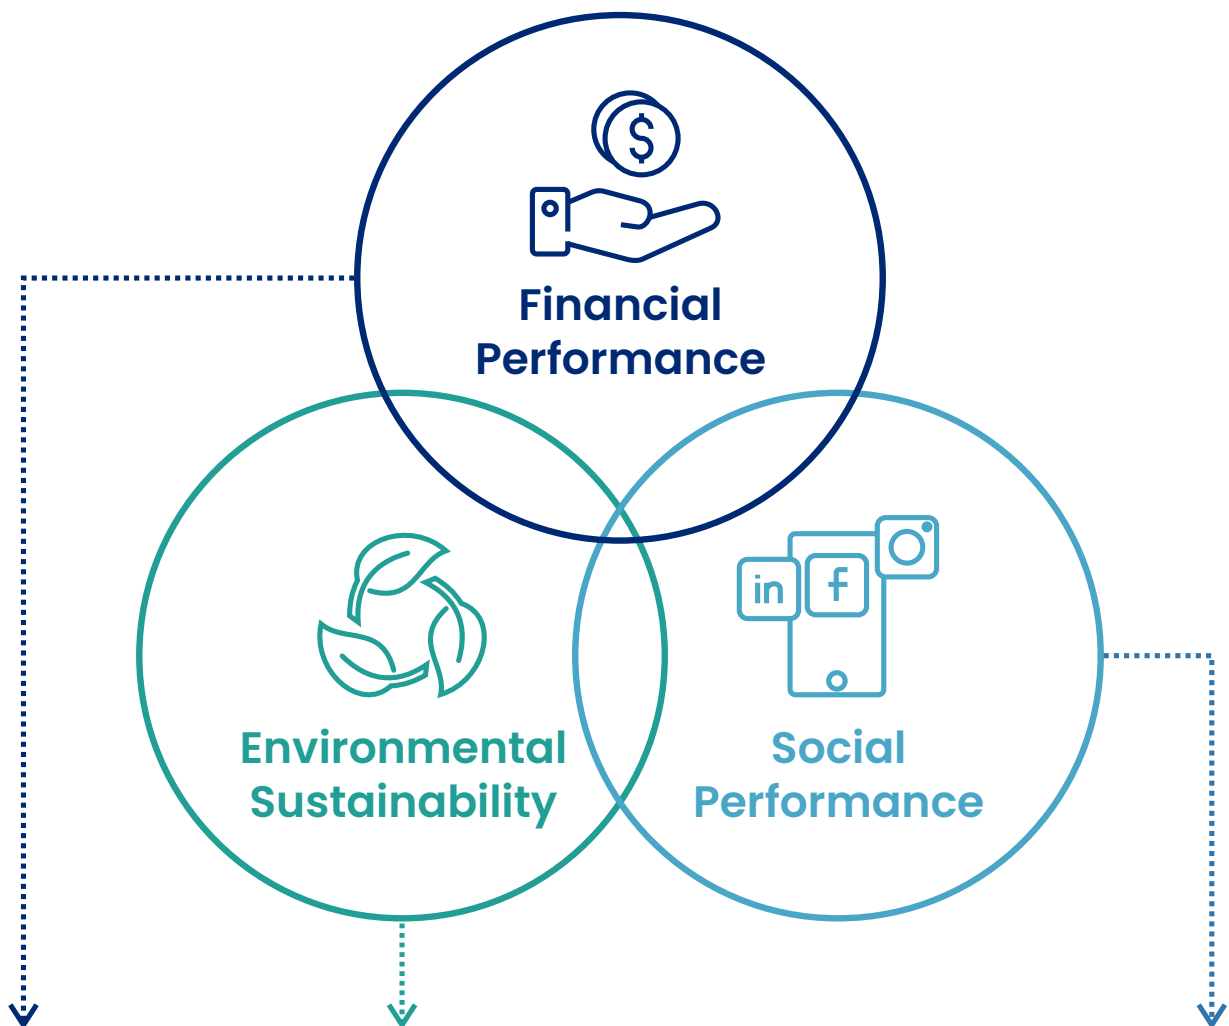 $
Financial
Performance
in
f
Environmental
Sustainability
Social
Performance